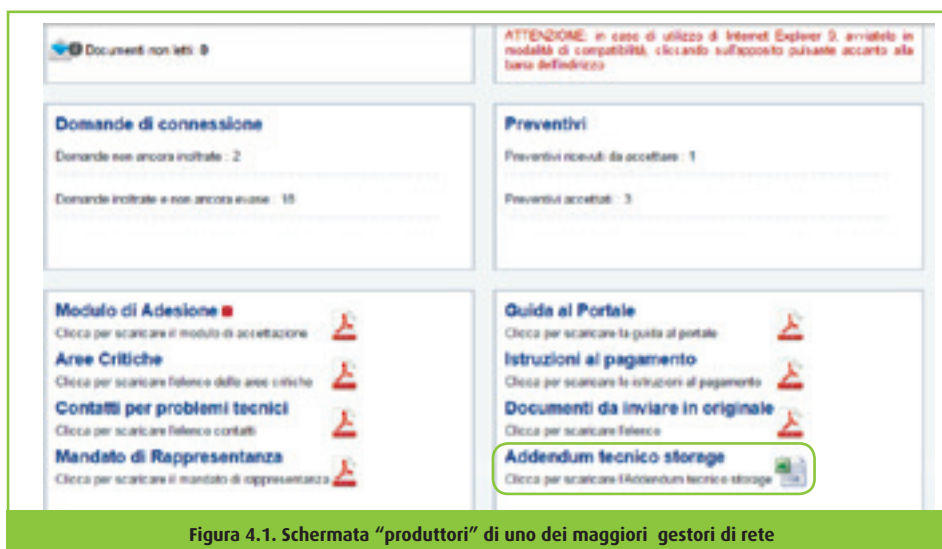 Documenti non letti 0
ATTENZIONE: in caso di utilizzo di Internet Explorer 9, avviatelo in
modalità di compatibilità, cliccando sull'apposito pulsante accanto alla
barra dell'indirizzo
Domande di connessione
Domande non ancora inoltrate : 2
Domande inoltrate e non ancora evase : 18
Preventivi
Preventivi ricevuti da accettare : 1
Preventivi accettati : 3
Modulo di Adesione
Clicca per scaricare il modulo di accettazione
Aree Critiche
Clicca per scaricare l'elenco delle aree critiche
Contatti per problemi tecnici
Clicca per scaricare l'elenco contatti
Mandato di Rappresentanza
Clicca per scaricare il mandato di rappresentanza
Guida al Portale
Clicca per scaricare la guida al portale
Istruzioni al pagamento
Clicca per scaricare le istruzioni al pagamento
Documenti da inviare in originale
Clicca per scaricare l'elenco
Addendum tecnico storage
Clicca per scaricare l'Addendum tecnico storage
Figura 4.1. Schermata “produttori” di uno dei maggiori gestori di rete